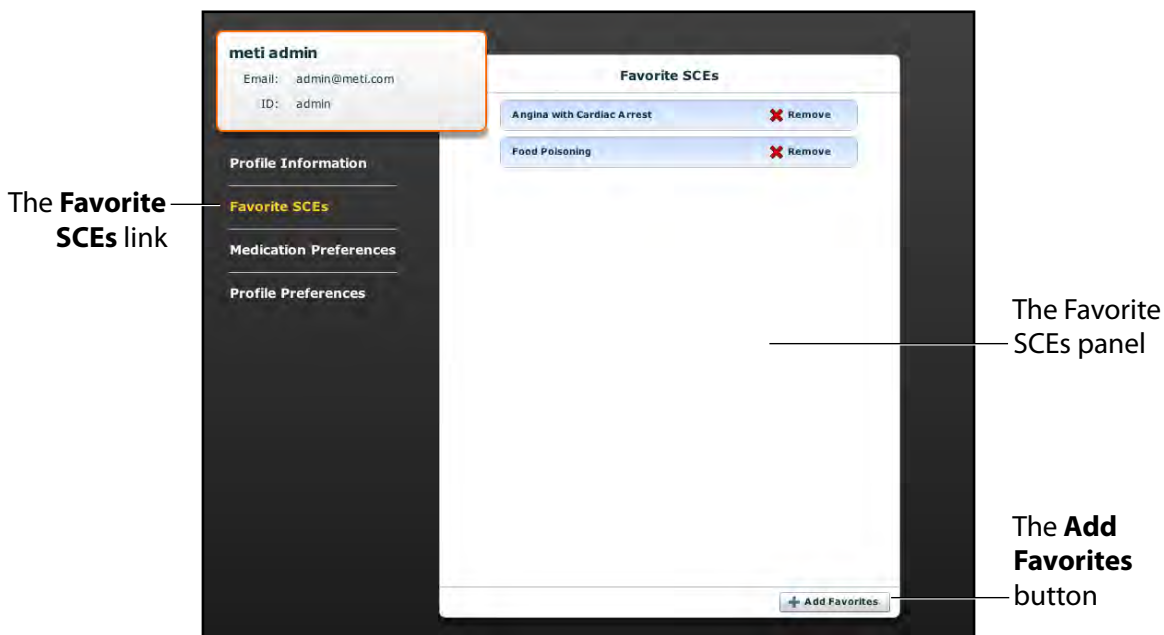 meti admin
Email: admin@meti.com
ID: admin
Profile Information
Favorite SCEs
Medication Preferences
Profile Preferences
Favorite SCEs
Angina with Cardiac Arrest Remove
Food Poisoning Remove
Add Favorites
The Favorite
SCEs link
The Favorite
SCEs panel
The Add
Favorites
button